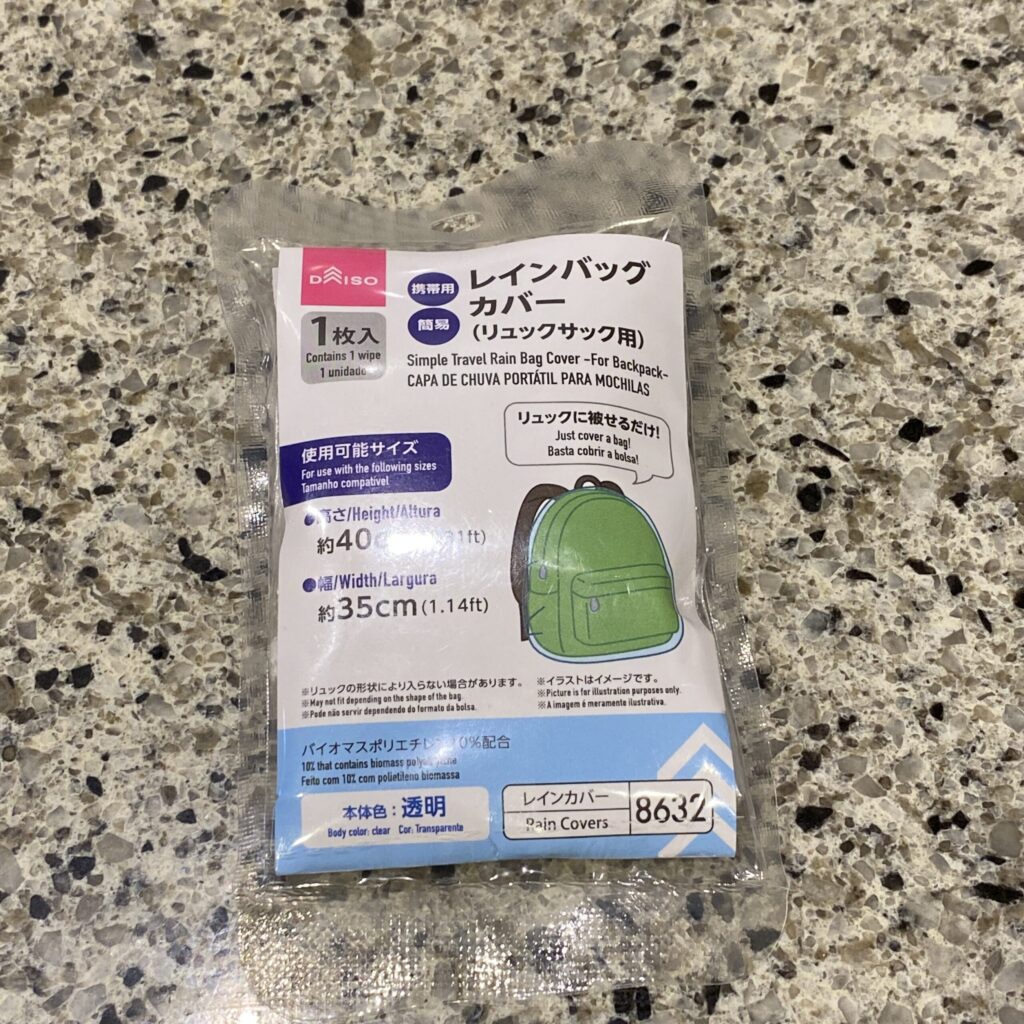 DAISO
携帯用
簡易
レインバッグ
カバー
(リュックサック用)
1枚入
Contains 1 wipe
1 unidade
Simple Travel Rain Bag Cover -For Backpack-
CAPA DE CHUVA PORTÁTIL PARA MOCHILAS
リュックに被せるだけ!
Just cover a bag!
Basta cobrir a bolsa!
使用可能サイズ
For use with the following sizes
Tamanho compatível
●高さ/Height/Altura
約40
●幅/Width/Largura
約35cm(1.14ft)
※リュックの形状により入らない場合があります。
※May not fit depending on the shape of the bag.
※Pode não servir dependendo do formato da bolsa.
※イラストはイメージです。
※Picture is for illustration purposes only.
※A imagem é meramente ilustrativa.
バイオマスポリエチレン 配合
10% that contains biomass
Feito com 10% com polietileno biomassa
本体色:透明
Body color: clear Cor: Transparente
レインカバー
Rain Covers
8632